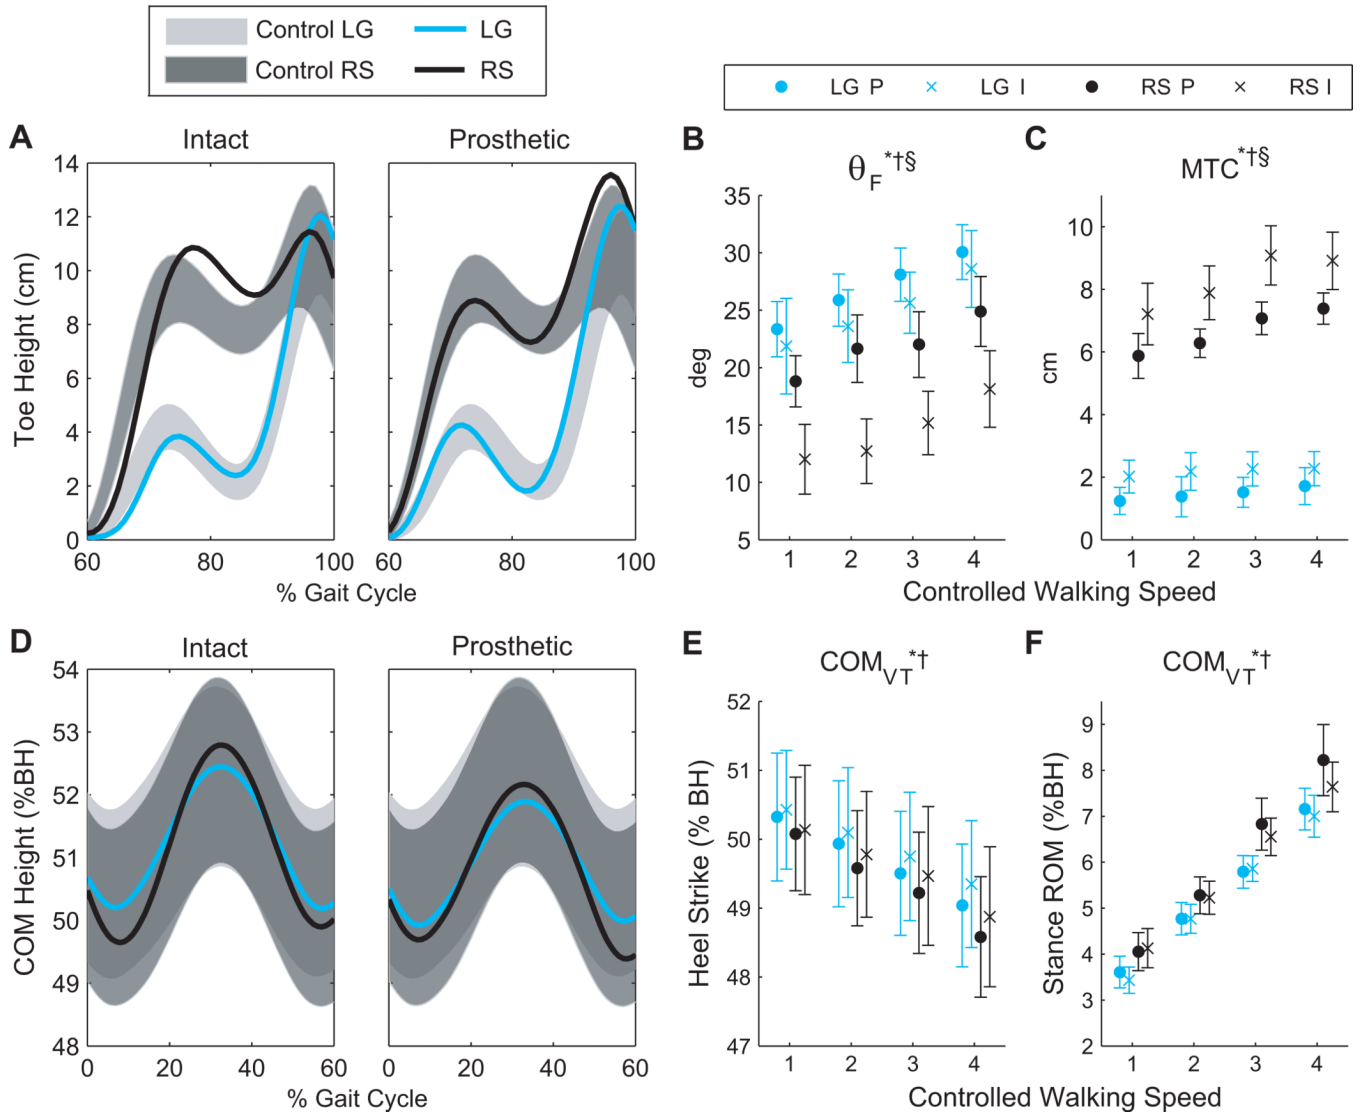 Control LG LG
Control RS RS
LG P LG I RS P RS I
A Intact Prosthetic
Toe Height (cm)
14
12
10
8
6
4
2
0
60 80 100
60 80 100
% Gait Cycle
B θF*†§
deg
35
30
25
20
15
10
5
1 2 3 4
C MTC*†§
cm
10
8
6
4
2
0
1 2 3 4
Controlled Walking Speed
D Intact Prosthetic
COM Height (%BH)
54
53
52
51
50
49
48
0 20 40 60
0 20 40 60
% Gait Cycle
E COMVT*†
Heel Strike (% BH)
52
51
50
49
48
47
1 2 3 4
F COMVT*†
Stance ROM (%BH)
9
8
7
6
5
4
3
2
1 2 3 4
Controlled Walking Speed